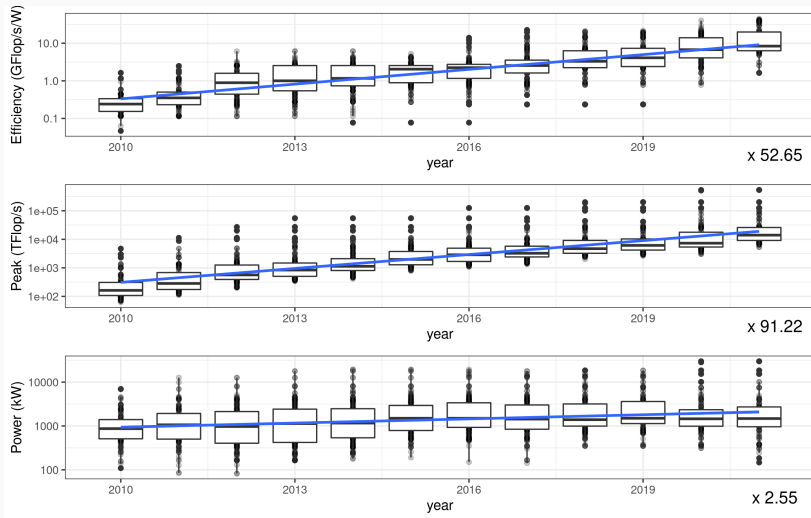 Efficiency (GFlop/s/W)
10.0
1.0
0.1
2010 2013 2016 2019
year
x 52.65
Peak (TFlop/s)
1e+05
1e+04
1e+03
1e+02
2010 2013 2016 2019
year
x 91.22
Power (kW)
10000
1000
100
2010 2013 2016 2019
year
x 2.55